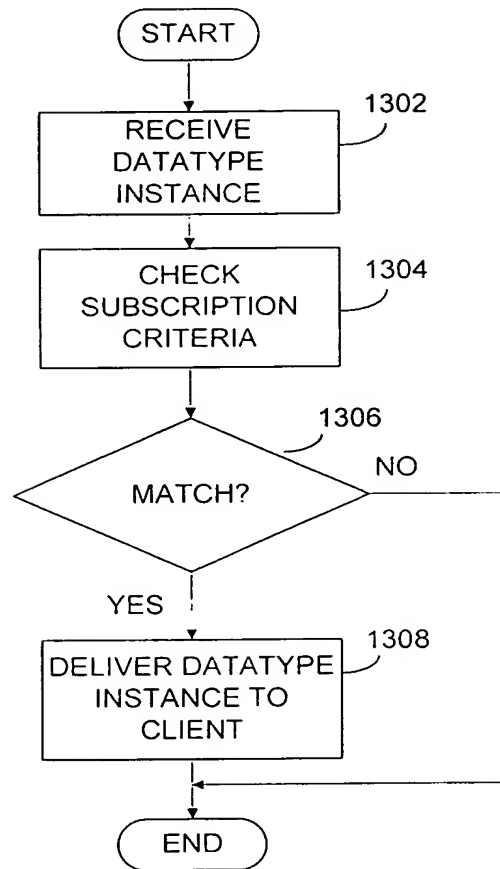 START
1302
RECEIVE
DATATYPE
INSTANCE
1304
CHECK
SUBSCRIPTION
CRITERIA
1306
MATCH?
NO
YES
1308
DELIVER DATATYPE
INSTANCE TO
CLIENT
END